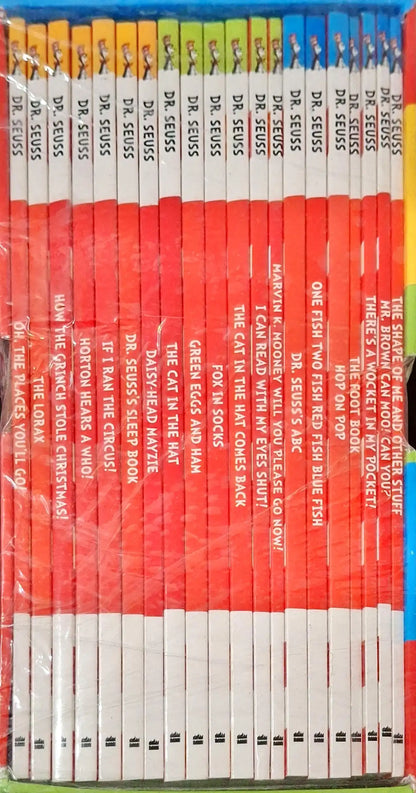 DR. SEUSS OH, THE PLACES YOU'LL GO!
DR. SEUSS THE LORAX
DR. SEUSS HOW THE GRINCH STOLE CHRISTMAS!
DR. SEUSS HORTON HEARS A WHO!
DR. SEUSS IF I RAN THE CIRCUS!
DR. SEUSS DR. SEUSS'S SLEEP BOOK
DR. SEUSS DAISY-HEAD MAYZIE
DR. SEUSS THE CAT IN THE HAT
DR. SEUSS GREEN EGGS AND HAM
DR. SEUSS FOX IN SOCKS
DR. SEUSS THE CAT IN THE HAT COMES BACK
DR. SEUSS I CAN READ WITH MY EYES SHUT!
DR. SEUSS MARVIN K. MOONEY WILL YOU PLEASE GO NOW!
DR. SEUSS DR. SEUSS'S ABC
DR. SEUSS ONE FISH TWO FISH RED FISH BLUE FISH
DR. SEUSS HOP ON POP
DR. SEUSS THE FOOT BOOK
DR. SEUSS THERE'S A WOCKET IN MY POCKET!
DR. SEUSS MR. BROWN CAN MOO! CAN YOU?
DR. SEUSS THE SHAPE OF ME AND OTHER STUFF